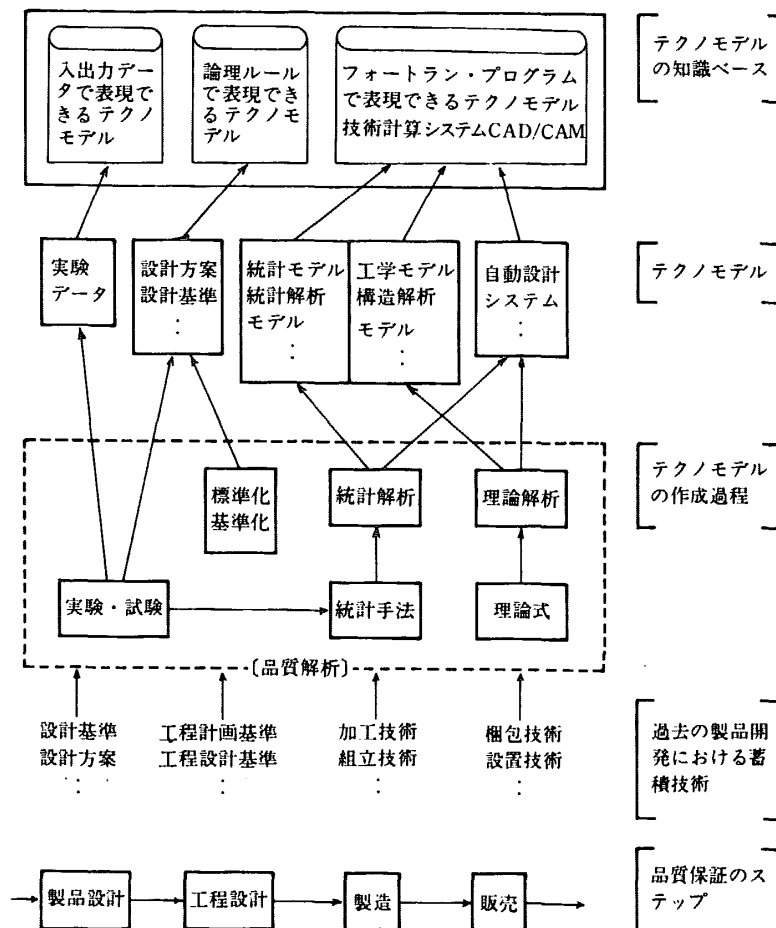 入出力デー
タで表現で
きるテクノ
モデル
論理ルール
で表現でき
るテクノモ
デル
フォートラン・プログラム
で表現できるテクノモデル
技術計算システムCAD/CAM
テクノモデル
の知識ベース
実験
データ
設計方案
設計基準
⋮
統計モデル
統計解析
モデル
⋮
工学モデル
構造解析
モデル
⋮
自動設計
システム
⋮
テクノモデル
標準化
基準化
統計解析
理論解析
テクノモデル
の作成過程
実験・試験
統計手法
理論式
〔品質解析〕
設計基準
設計方案
⋮
工程計画基準
工程設計基準
⋮
加工技術
組立技術
⋮
梱包技術
設置技術
⋮
過去の製品開
発における蓄
積技術
製品設計
工程設計
製造
販売
品質保証のス
テップ